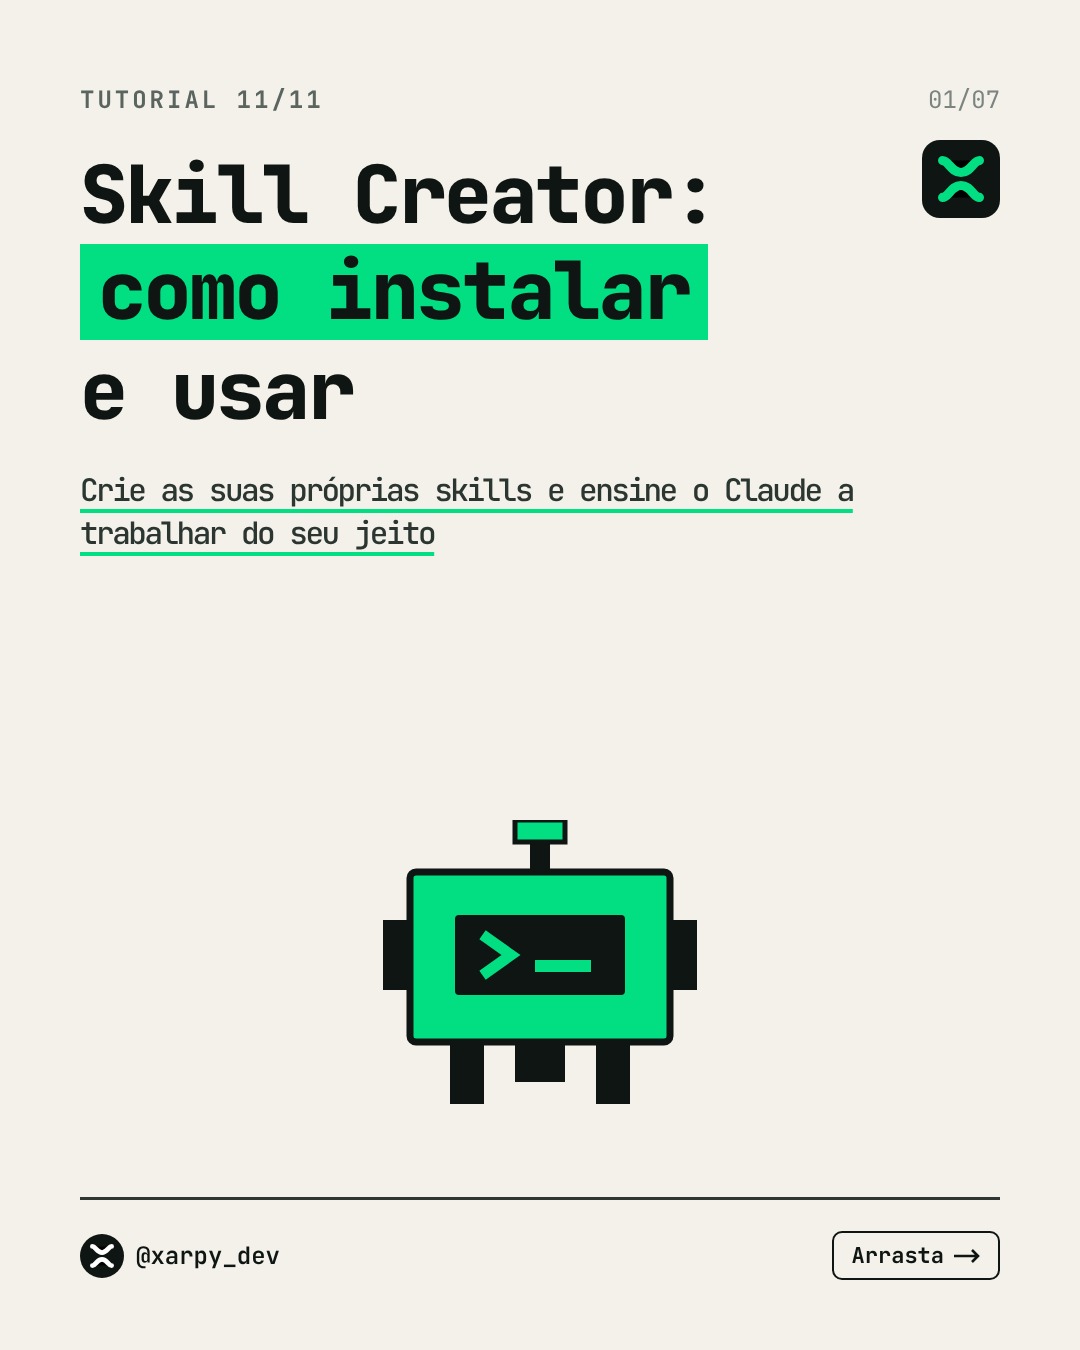 TUTORIAL 11/11
01/07
Skill Creator:
como instalar
e usar
Crie as suas próprias skills e ensine o Claude a
trabalhar do seu jeito
>_
@xarpy_dev
Arrasta →